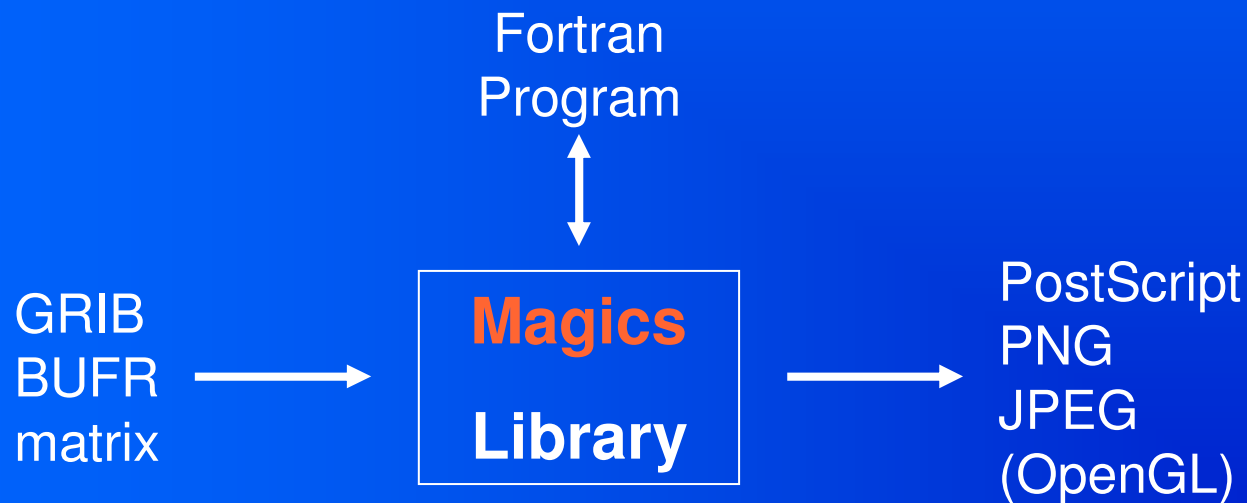 Fortran
Program
GRIB
BUFR
matrix
Magics
Library
PostScript
PNG
JPEG
(OpenGL)